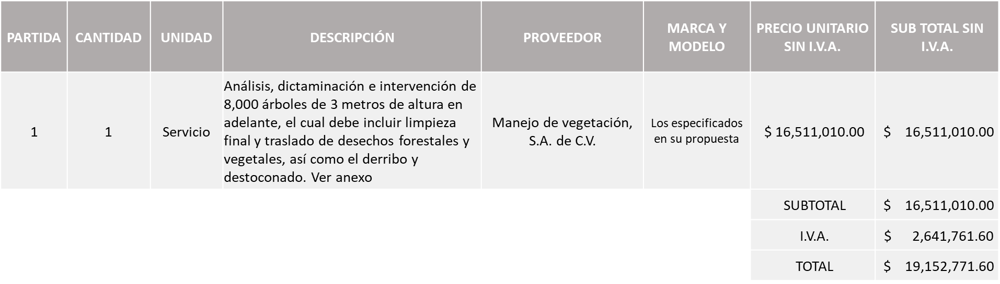 PARTIDA
CANTIDAD
UNIDAD
DESCRIPCIÓN
PROVEEDOR
MARCA Y
MODELO
PRECIO UNITARIO
SIN I.V.A.
SUB TOTAL SIN
I.V.A.
1
1
Servicio
Análisis, dictaminación e intervención de
8,000 árboles de 3 metros de altura en
adelante, el cual debe incluir limpieza
final y traslado de desechos forestales y
vegetales, así como el derribo y
destoconado. Ver anexo
Manejo de vegetación,
S.A. de C.V.
Los especificados
en su propuesta
$ 16,511,010.00
$ 16,511,010.00
SUBTOTAL
$ 16,511,010.00
I.V.A.
$ 2,641,761.60
TOTAL
$ 19,152,771.60